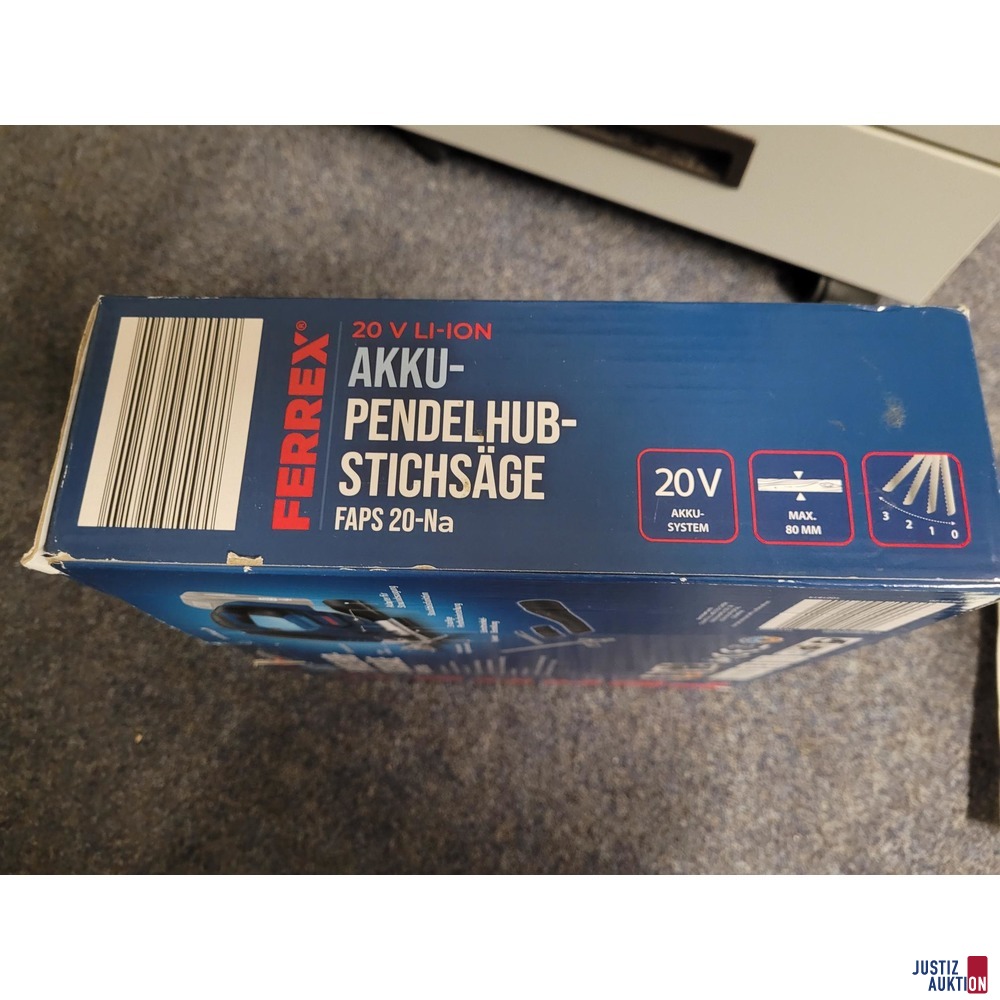 FERREX®
20 V LI-ION
AKKU-
PENDELHUB-
STICHSÄGE
FAPS 20-Na
20 V
AKKU-
SYSTEM
MAX.
80 MM
3 2 1 0
JUSTIZ
AUKTION